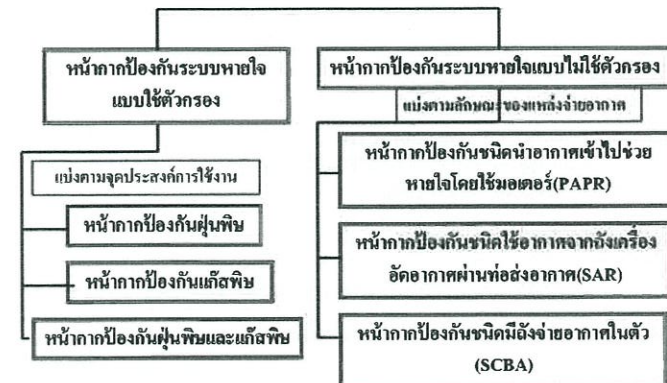 หน้ากากป้องกันระบบหายใจ
แบบใช้ตัวกรอง
แบ่งตามจุดประสงค์การใช้งาน
หน้ากากป้องกันฝุ่นพิษ
หน้ากากป้องกันแก๊สพิษ
หน้ากากป้องกันฝุ่นพิษและแก๊สพิษ
หน้ากากป้องกันระบบหายใจแบบไม่ใช้ตัวกรอง
แบ่งตามลักษณะของแหล่งจ่ายอากาศ
หน้ากากป้องกันชนิดนำอากาศเข้าไปช่วย
หายใจโดยใช้มอเตอร์(PAPR)
หน้ากากป้องกันชนิดใช้อากาศจากถังเครื่อง
อัดอากาศผ่านท่อส่งอากาศ(SAR)
หน้ากากป้องกันชนิดมีถังจ่ายอากาศในตัว
(SCBA)